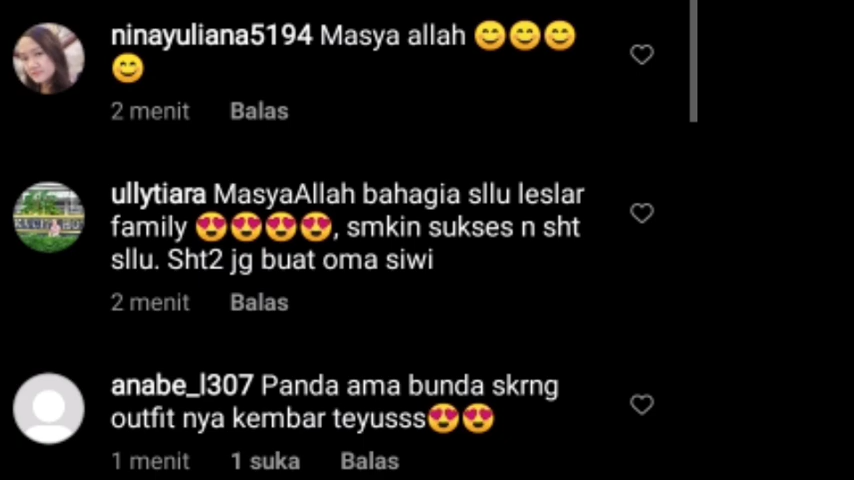 ninayuliana5194 Masya allah 😊😊😊
😊
2 menit Balas
ullytiara MasyaAllah bahagia sllu leslar
family 😍😍😍😍, smkin sukses n sht
sllu. Sht2 jg buat oma siwi
2 menit Balas
anabe_l307 Panda ama bunda skrng
outfit nya kembar teyusss😍😍
1 menit 1 suka Balas